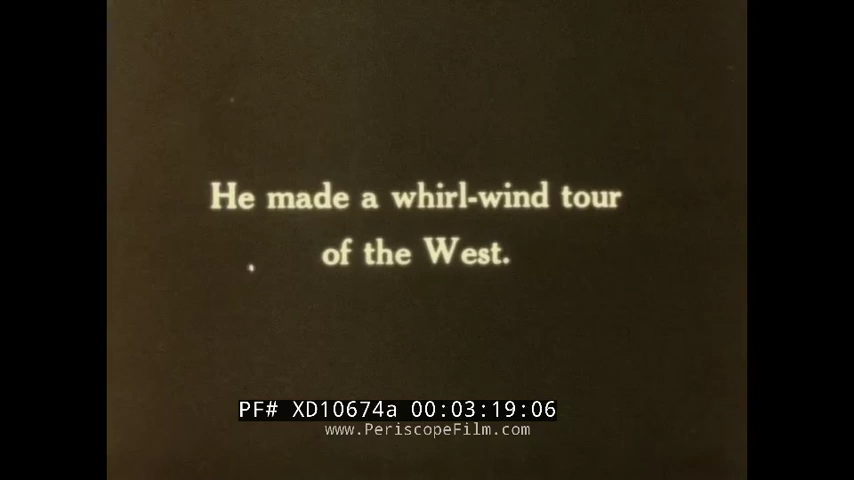 He made a whirl-wind tour
of the West.
PF# XD10674a 00:03:19:06
www.PeriscopeFilm.com